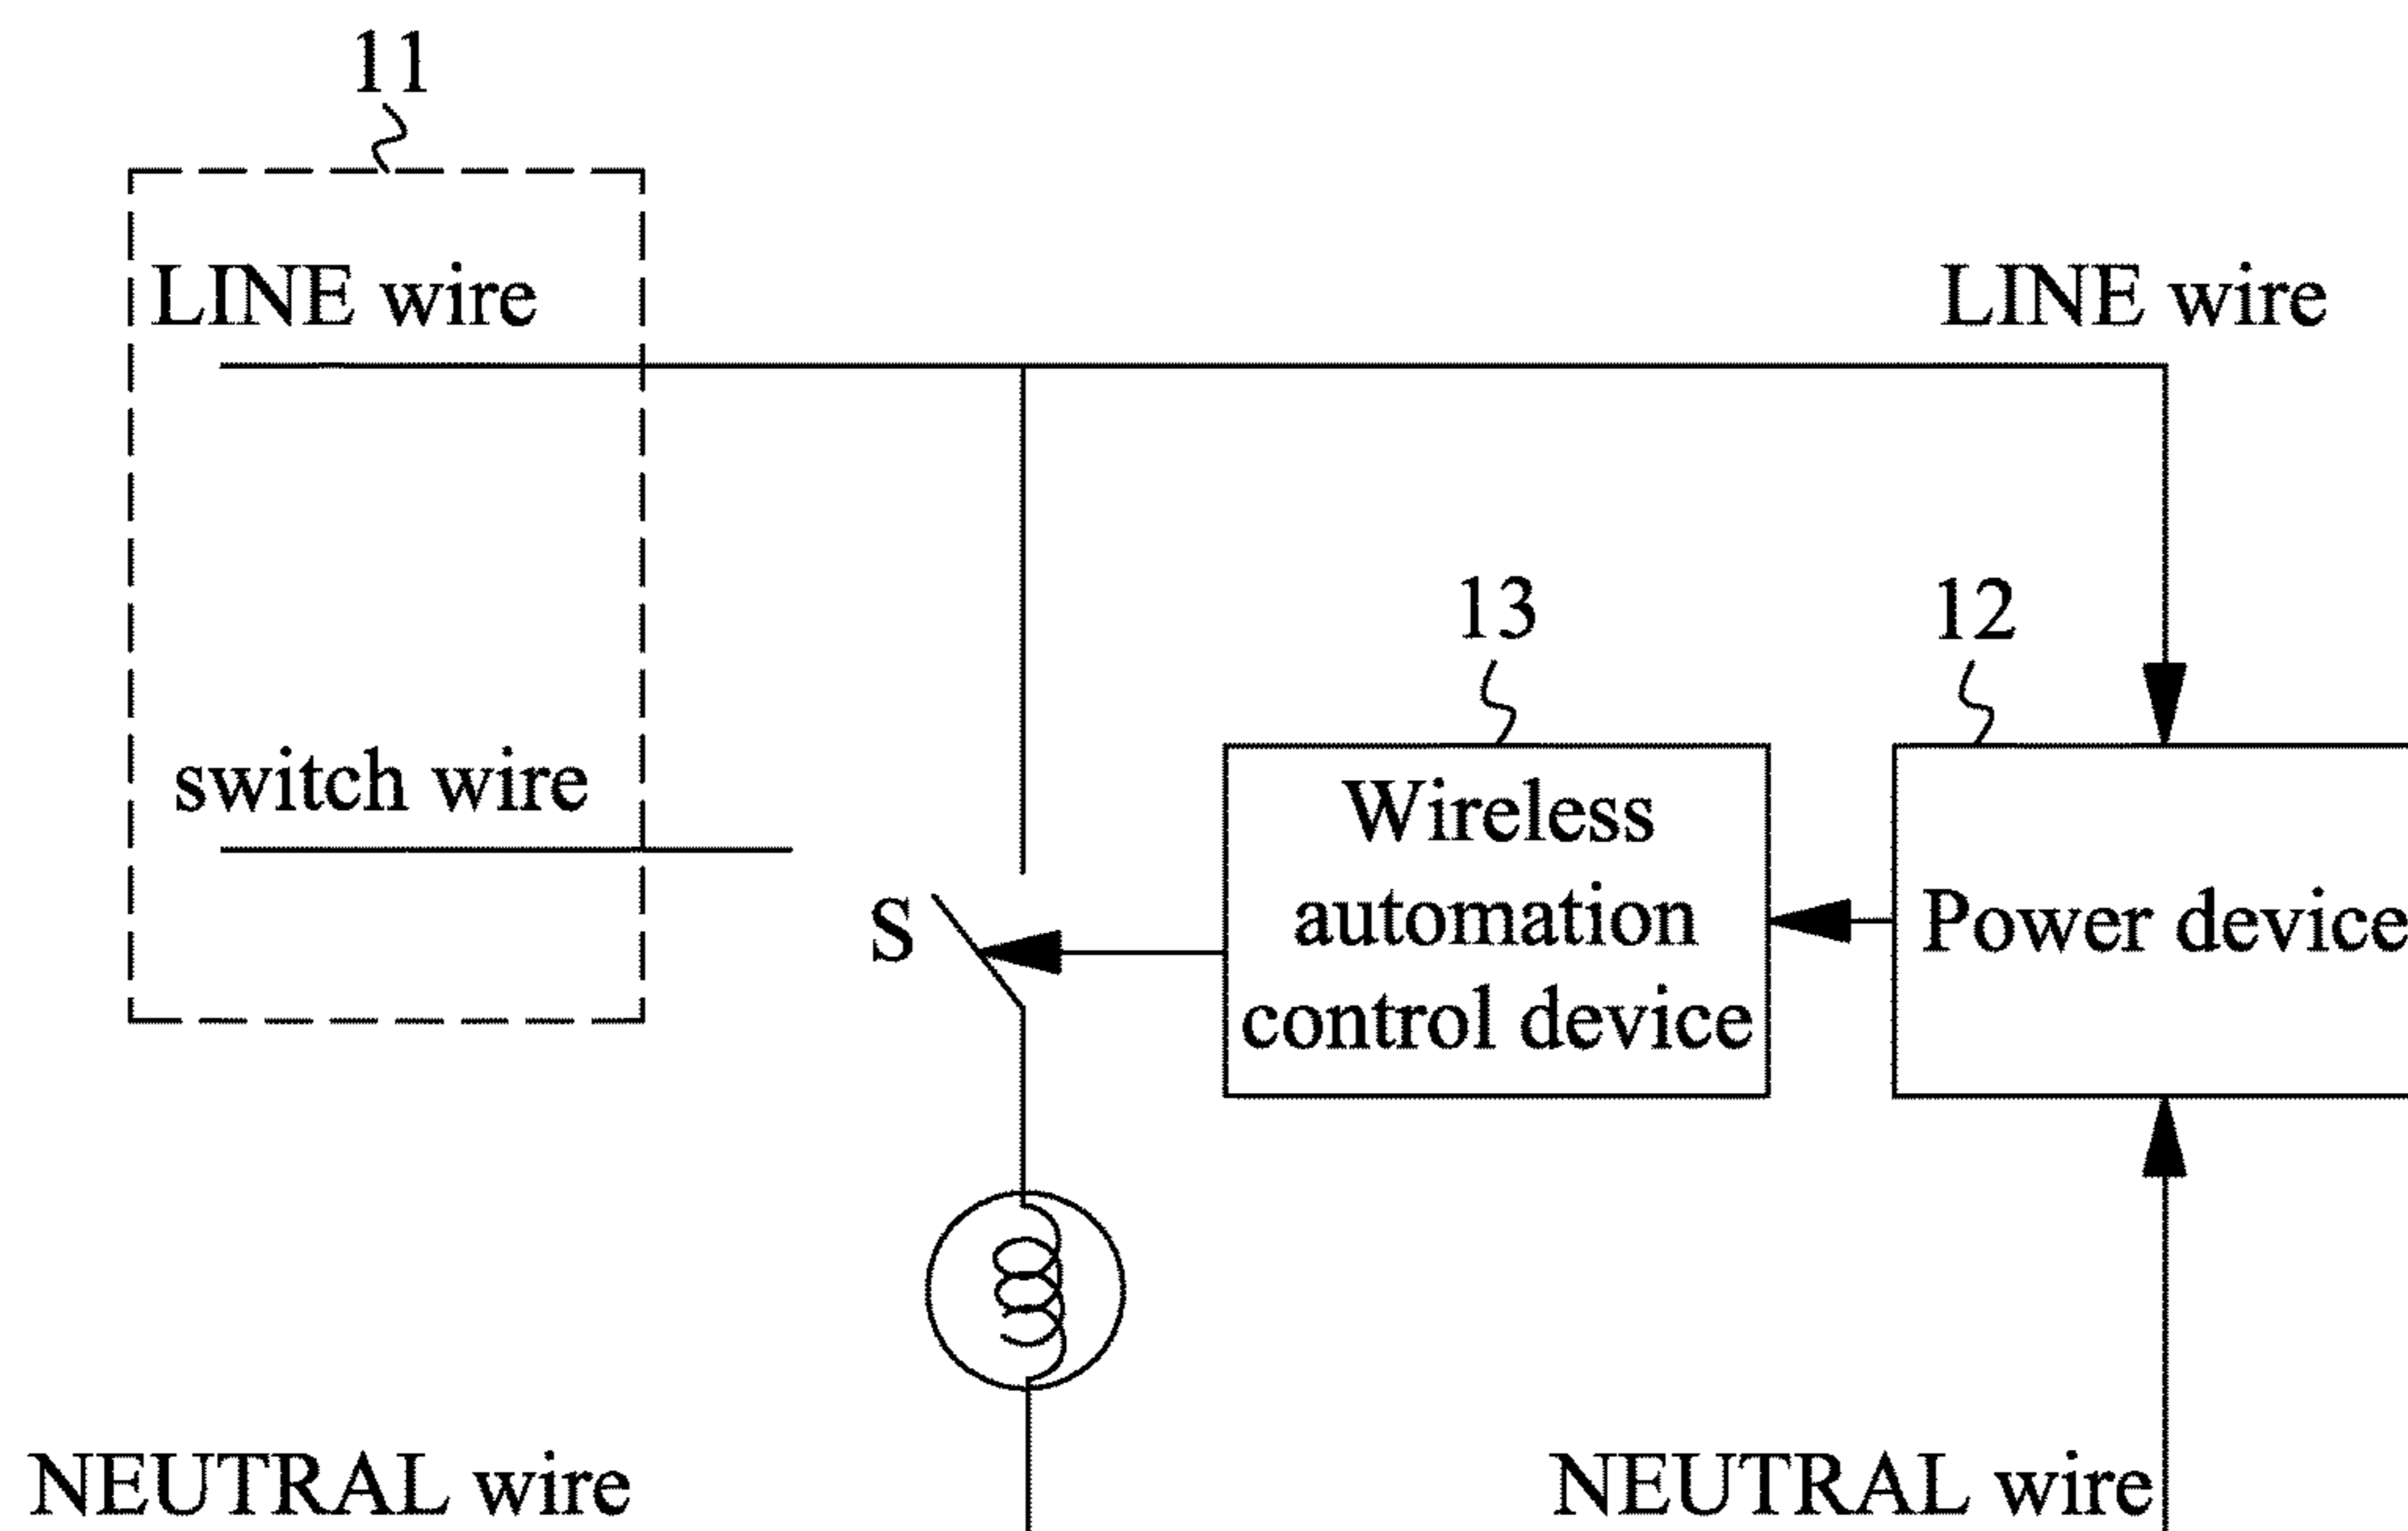 11
LINE wire
LINE wire
13
12
switch wire
Wireless
automation
control device
Power device
S
NEUTRAL wire
NEUTRAL wire